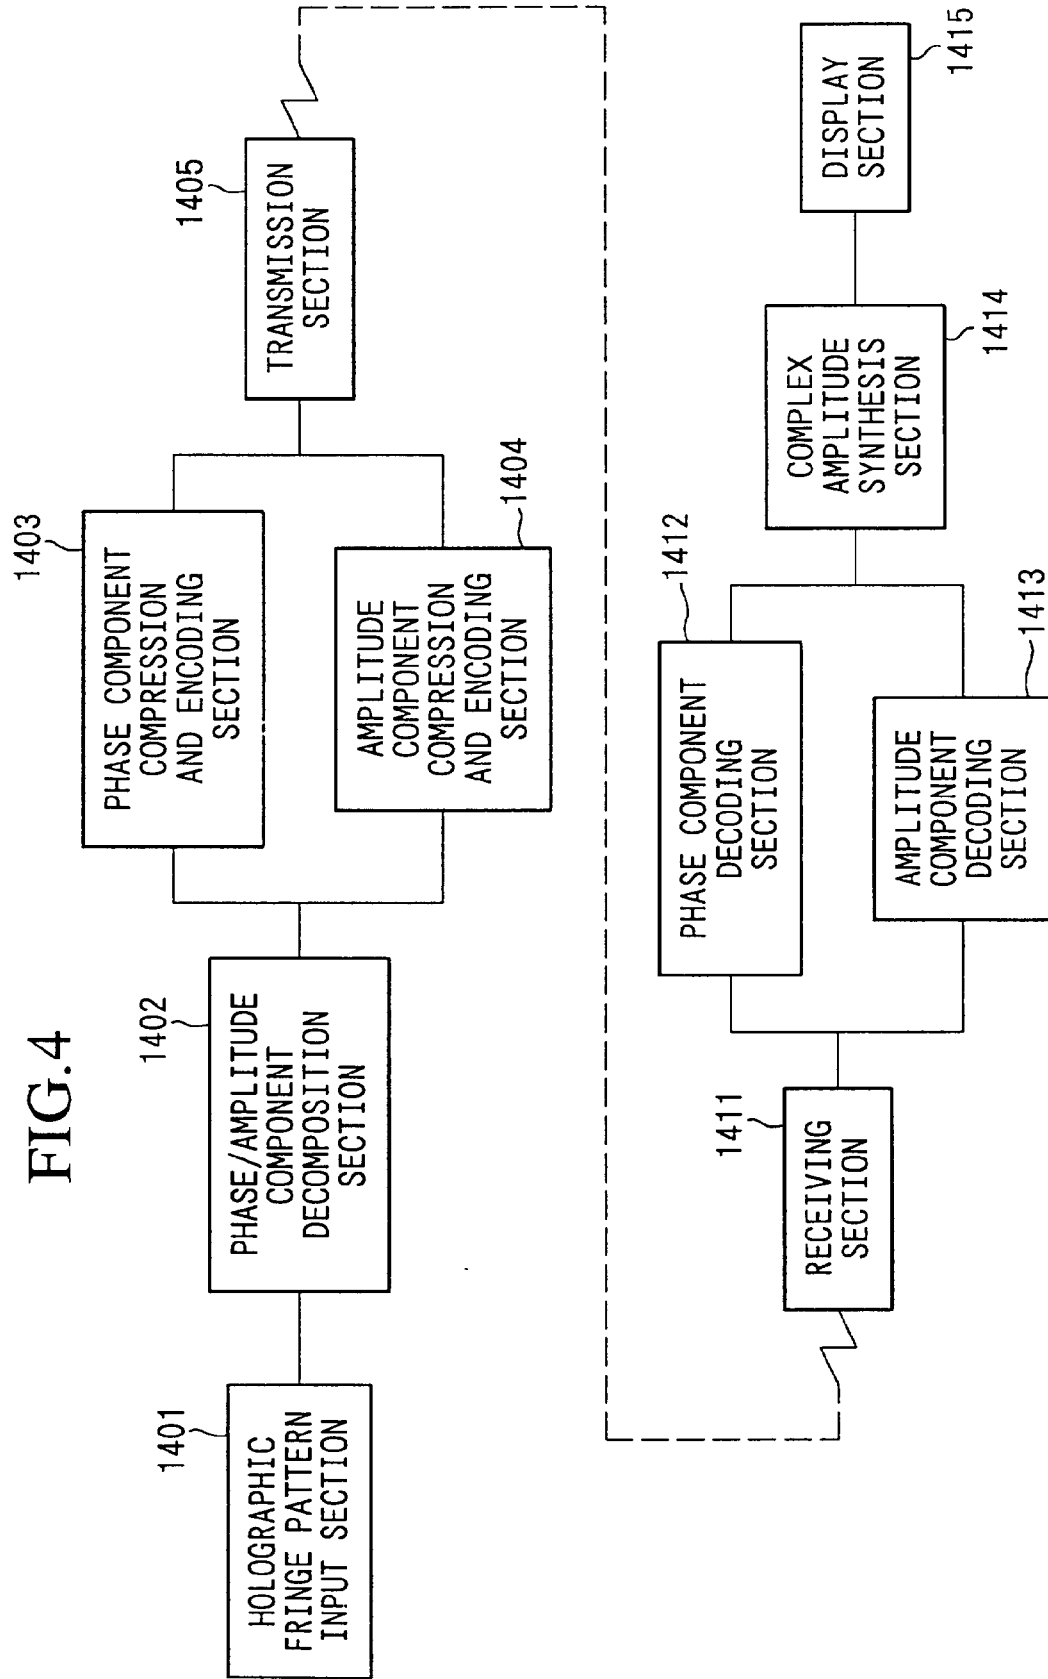 FIG.4
1401
HOLOGRAPHIC
FRINGE PATTERN
INPUT SECTION
1402
PHASE/AMPLITUDE
COMPONENT
DECOMPOSITION
SECTION
1403
PHASE COMPONENT
COMPRESSION
AND ENCODING
SECTION
1404
AMPLITUDE
COMPONENT
COMPRESSION
AND ENCODING
SECTION
1405
TRANSMISSION
SECTION
1411
RECEIVING
SECTION
1412
PHASE COMPONENT
DECODING
SECTION
1413
AMPLITUDE
COMPONENT
DECODING
SECTION
1414
COMPLEX
AMPLITUDE
SYNTHESIS
SECTION
1415
DISPLAY
SECTION